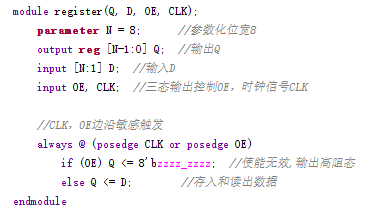 module register(Q, D, OE, CLK);
parameter N = 8; //参数化位宽8
output reg [N-1:0] Q; //输出Q
input [N:1] D; //输入D
input OE, CLK; //三态输出控制OE，时钟信号CLK
//CLK，OE边沿敏感触发
always @ (posedge CLK or posedge OE)
if (OE) Q <= 8'bzzzz_zzzz; //使能无效,输出高阻态
else Q <= D; //存入和读出数据
endmodule